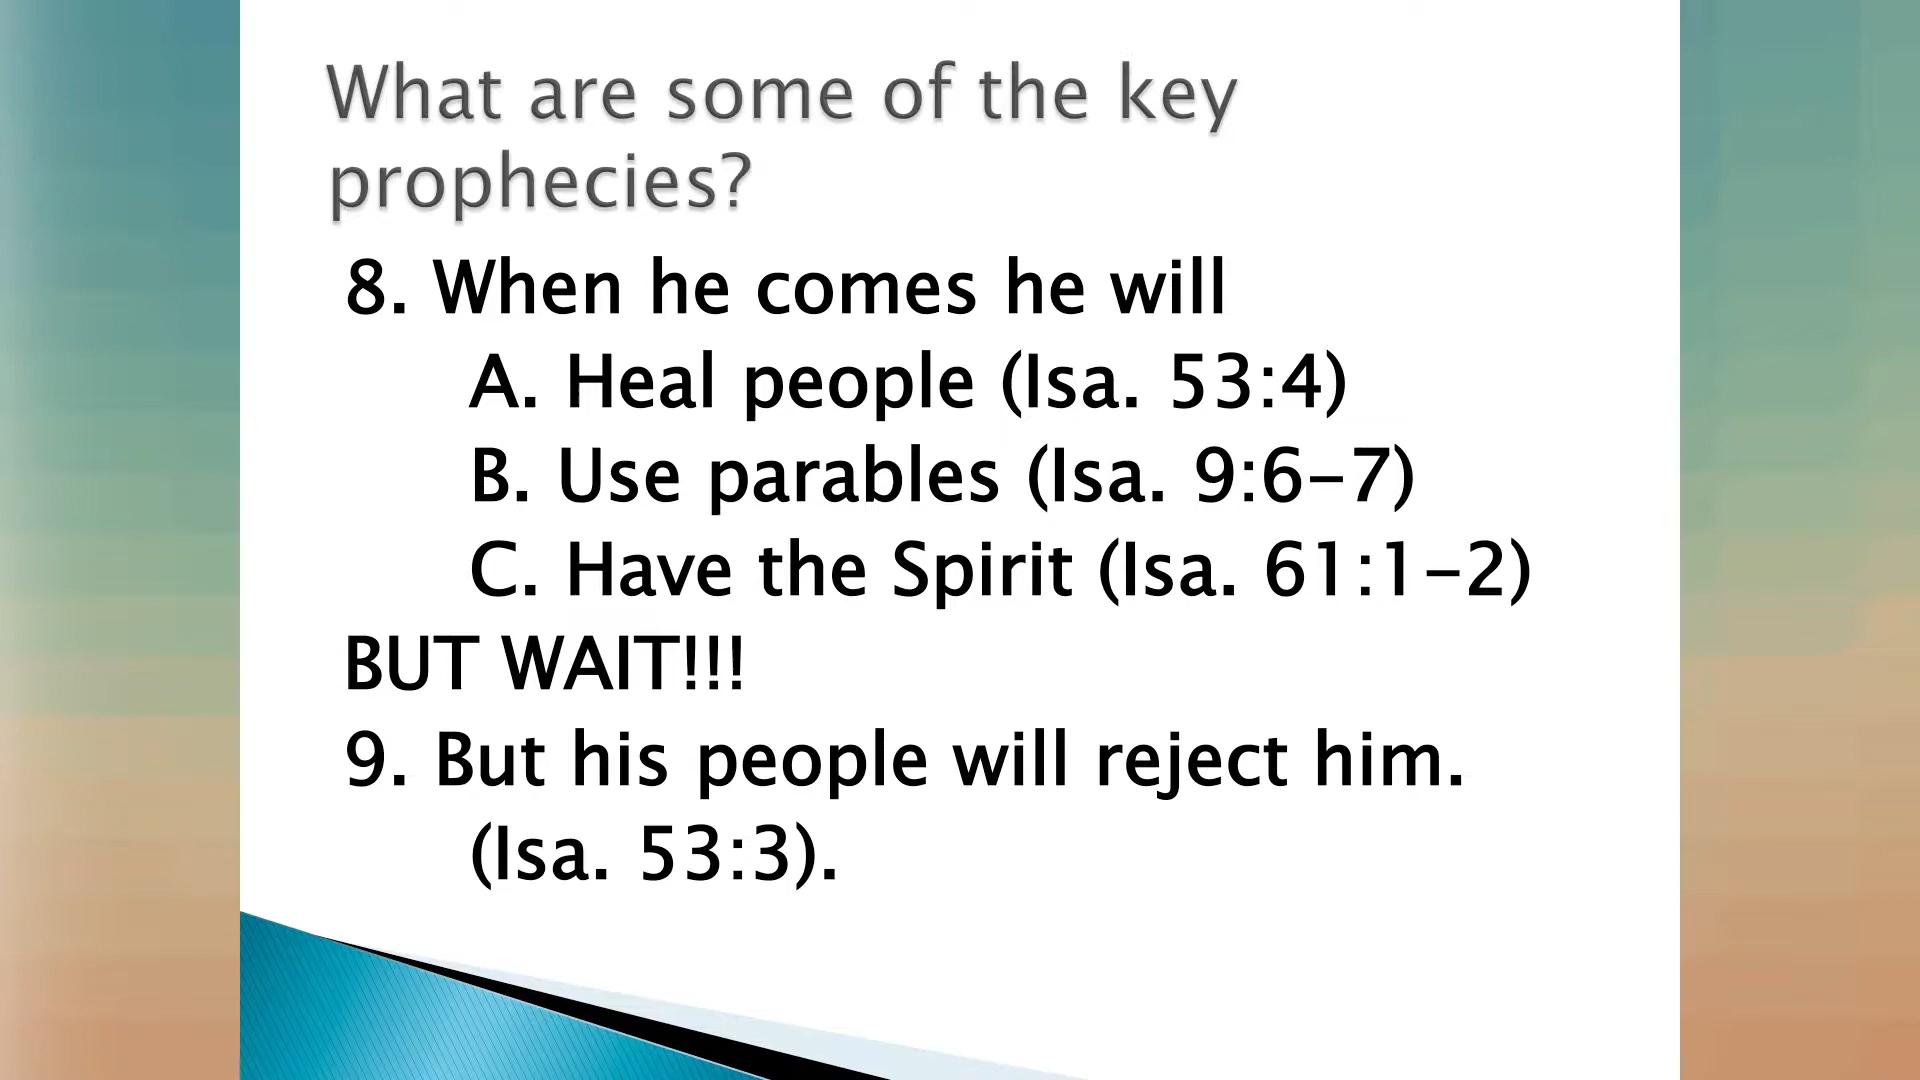 What are some of the key
prophecies?
8. When he comes he will
A. Heal people (Isa. 53:4)
B. Use parables (Isa. 9:6-7)
C. Have the Spirit (Isa. 61:1-2)
BUT WAIT!!!
9. But his people will reject him.
(Isa. 53:3).